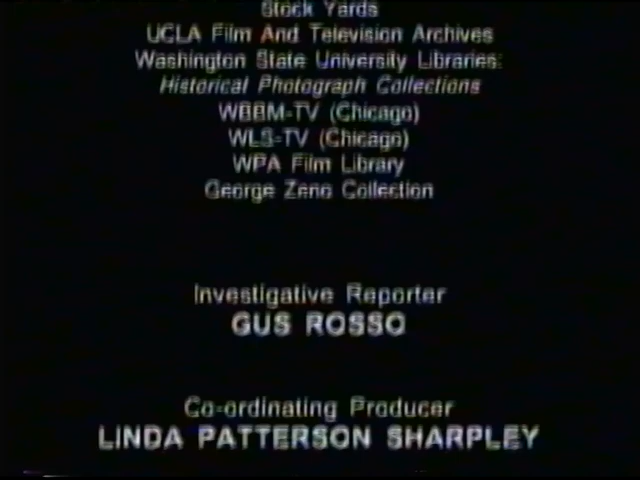 Stock Yards
UCLA Film And Television Archives
Washington State University Libraries:
Historical Photograph Collections
WBBM-TV (Chicago)
WLS-TV (Chicago)
WPA Film Library
George Zeno Collection
Investigative Reporter
GUS ROSSO
Co-ordinating Producer
LINDA PATTERSON SHARPLEY